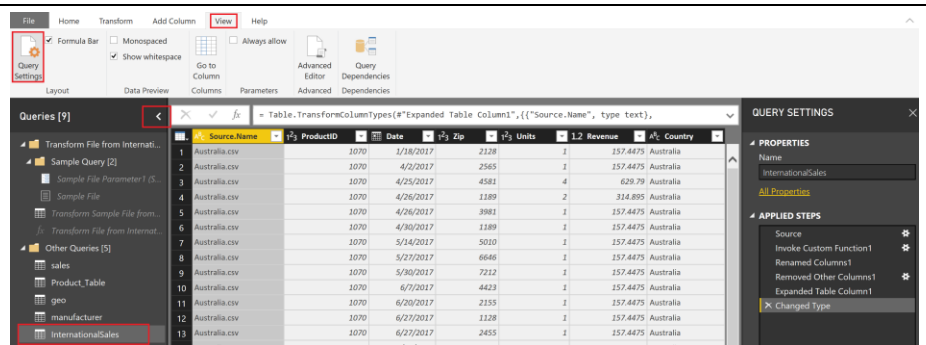 File Home Transform Add Column View Help
Formula Bar Monospaced Always allow
Show whitespace
Query Settings
Go to Column
Advanced Editor
Query Dependencies
Layout Data Preview Columns Parameters Advanced Dependencies
Queries [9] < × ✓ fx = Table.TransformColumnTypes(#"Expanded Table Column1",{{"Source.Name", type text}, QUERY SETTINGS ×
Transform File from Internati...
Sample Query [2]
Sample File Parameter1 (S...
Sample File
Transform Sample File from...
fx Transform File from Internat...
Other Queries [5]
sales
Product_Table
geo
manufacturer
InternationalSales
Source.Name 1²3 ProductID Date 1²3 Zip 1²3 Units 1.2 Revenue ABC Country
1 Australia.csv 1070 1/18/2017 2128 1 157.4475 Australia
2 Australia.csv 1070 4/2/2017 2565 1 157.4475 Australia
3 Australia.csv 1070 4/25/2017 4581 4 629.79 Australia
4 Australia.csv 1070 4/26/2017 1189 2 314.895 Australia
5 Australia.csv 1070 4/26/2017 3981 1 157.4475 Australia
6 Australia.csv 1070 4/30/2017 1189 1 157.4475 Australia
7 Australia.csv 1070 5/14/2017 5010 1 157.4475 Australia
8 Australia.csv 1070 5/27/2017 6646 1 157.4475 Australia
9 Australia.csv 1070 5/30/2017 7212 1 157.4475 Australia
10 Australia.csv 1070 6/7/2017 4423 1 157.4475 Australia
11 Australia.csv 1070 6/20/2017 2155 1 157.4475 Australia
12 Australia.csv 1070 6/27/2017 1128 1 157.4475 Australia
13 Australia.csv 1070 6/27/2017 2455 1 157.4475 Australia
PROPERTIES
Name
InternationalSales
All Properties
APPLIED STEPS
Source
Invoke Custom Function1
Renamed Columns1
Removed Other Columns1
Expanded Table Column1
Changed Type